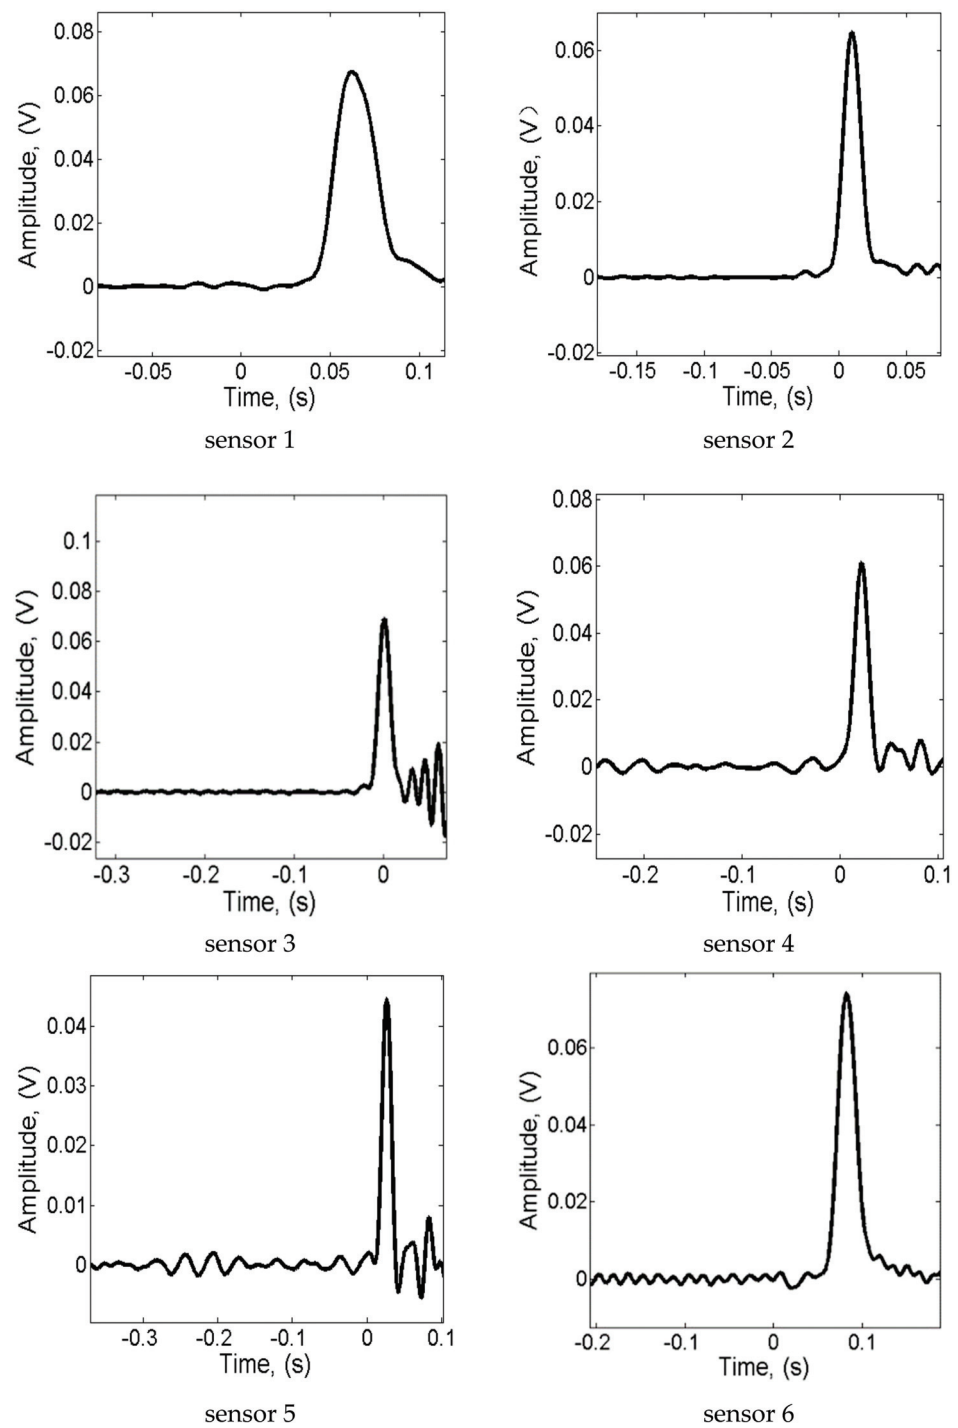 0.08
0.06
0.04
0.02
0
-0.02
Amplitude, (V)
-0.05 0 0.05 0.1
Time, (s)
sensor 1
0.06
0.04
0.02
0
-0.02
Amplitude, (V）
-0.15 -0.1 -0.05 0 0.05
Time, (s)
sensor 2
0.1
0.08
0.06
0.04
0.02
0
-0.02
Amplitude, (V)
-0.3 -0.2 -0.1 0
Time, (s)
sensor 3
0.08
0.06
0.04
0.02
0
-0.02
Amplitude, (V)
-0.2 -0.1 0 0.1
Time, (s)
sensor 4
0.04
0.03
0.02
0.01
0
Amplitude, (V)
-0.3 -0.2 -0.1 0 0.1
Time, (s)
sensor 5
0.06
0.04
0.02
0
Amplitude, (V)
-0.2 -0.1 0 0.1
Time, (s)
sensor 6